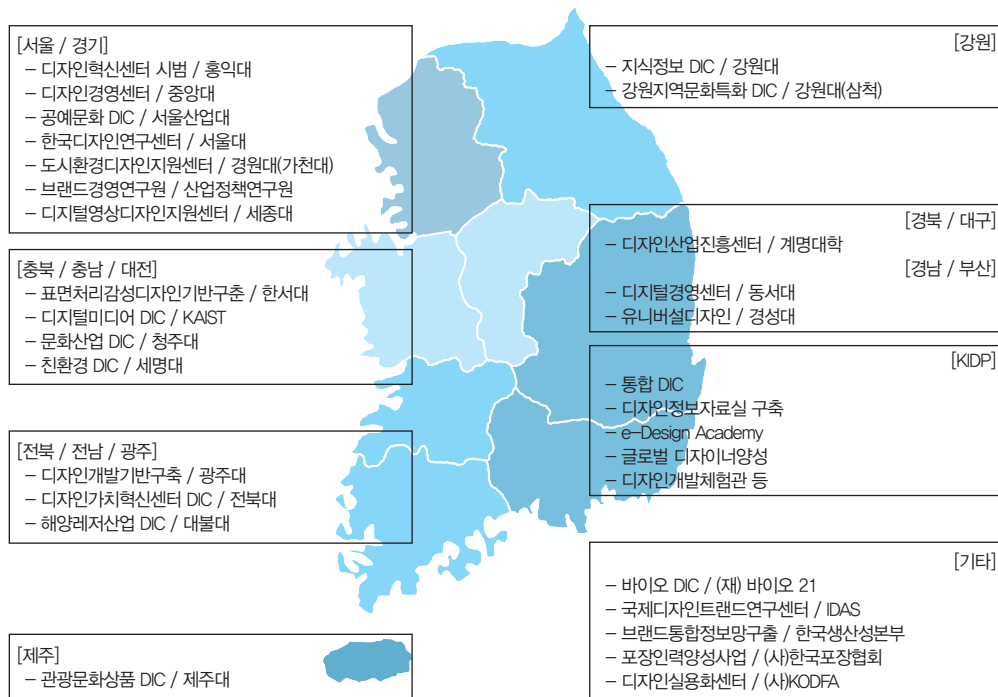 [서울 / 경기]
– 디자인혁신센터 시범 / 홍익대
– 디자인경영센터 / 중앙대
– 공예문화 DIC / 서울산업대
– 한국디자인연구센터 / 서울대
– 도시환경디자인지원센터 / 경원대(가천대)
– 브랜드경영연구원 / 산업정책연구원
– 디지털영상디자인지원센터 / 세종대
[강원]
– 지식정보 DIC / 강원대
– 강원지역문화특화 DIC / 강원대(삼척)
[충북 / 충남 / 대전]
– 표면처리감성디자인기반구춘 / 한서대
– 디지털미디어 DIC / KAIST
– 문화산업 DIC / 청주대
– 친환경 DIC / 세명대
[경북 / 대구]
– 디자인산업진흥센터 / 계명대학
[경남 / 부산]
– 디지털경영센터 / 동서대
– 유니버설디자인 / 경성대
[KIDP]
– 통합 DIC
– 디자인정보자료실 구축
– e–Design Academy
– 글로벌 디자이너양성
– 디자인개발체험관 등
[전북 / 전남 / 광주]
– 디자인개발기반구축 / 광주대
– 디자인가치혁신센터 DIC / 전북대
– 해양레저산업 DIC / 대불대
[기타]
– 바이오 DIC / (재) 바이오 21
– 국제디자인트랜드연구센터 / IDAS
– 브랜드통합정보망구출 / 한국생산성본부
– 포장인력양성사업 / (사)한국포장협회
– 디자인실용화센터 / (사)KODFA
[제주]
– 관광문화상품 DIC / 제주대